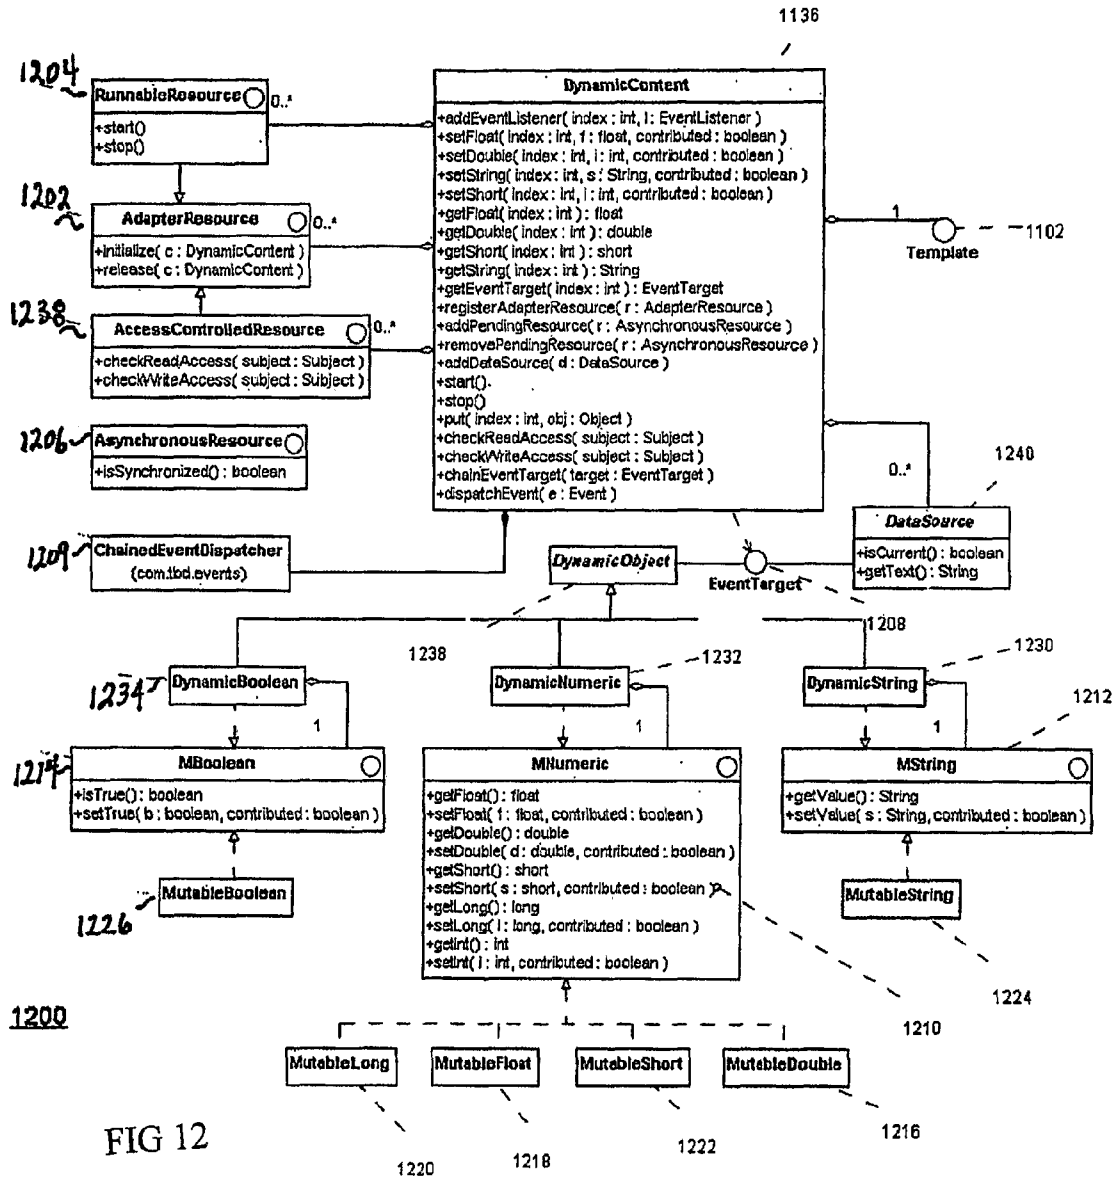 1136
1204
RunnableResource
+start()
+stop()
0..*
1202
AdapterResource
+initialize( c : DynamicContent )
+release( c : DynamicContent )
0..*
1238
AccessControlledResource
+checkReadAccess( subject : Subject)
+checkWriteAccess( subject : Subject)
0..*
1206
AsynchronousResource
+isSynchronized() : boolean
1209
ChainedEventDispatcher
(com.tbd.events)
DynamicContent
+addEventListener( index : int, l : EventListener )
+setFloat( index : int, f : float, contributed : boolean )
+setDouble( index : int, i : int, contributed : boolean )
+setString( index : int, s : String, contributed : boolean )
+setShort( index : int, i : int, contributed : boolean )
+getFloat( index : int ) : float
+getDouble( index : int ) : double
+getShort( index : int ) : short
+getString( index : int ) : String
+getEventTarget( index : int ) : EventTarget
+registerAdapterResource( r : AdapterResource )
+addPendingResource( r : AsynchronousResource )
+removePendingResource( r : AsynchronousResource )
+addDataSource( d : DataSource )
+start()
+stop()
+put( index : int, obj : Object )
+checkReadAccess( subject : Subject )
+checkWriteAccess( subject : Subject )
+chainEventTarget( target : EventTarget )
+dispatchEvent( e : Event )
1
Template
1102
0..*
1240
DataSource
+isCurrent() : boolean
+getText() : String
DynamicObject
EventTarget
1208
1238
1234
DynamicBoolean
1
DynamicNumeric
1232
1
DynamicString
1230
1
1214
MBoolean
+isTrue() : boolean
+setTrue( b : boolean, contributed : boolean )
MNumeric
+getFloat() : float
+setFloat( f : float, contributed : boolean )
+getDouble() : double
+setDouble( d : double, contributed : boolean )
+getShort() : short
+setShort( s : short, contributed : boolean )
+getLong() : long
+setLong( l : long, contributed : boolean )
+getInt() : int
+setInt( i : int, contributed : boolean )
1212
MString
+getValue() : String
+setValue( s : String, contributed : boolean )
MutableBoolean
1226
MutableString
1224
1210
1200
MutableLong
MutableFloat
MutableShort
MutableDouble
FIG 12
1220
1218
1222
1216